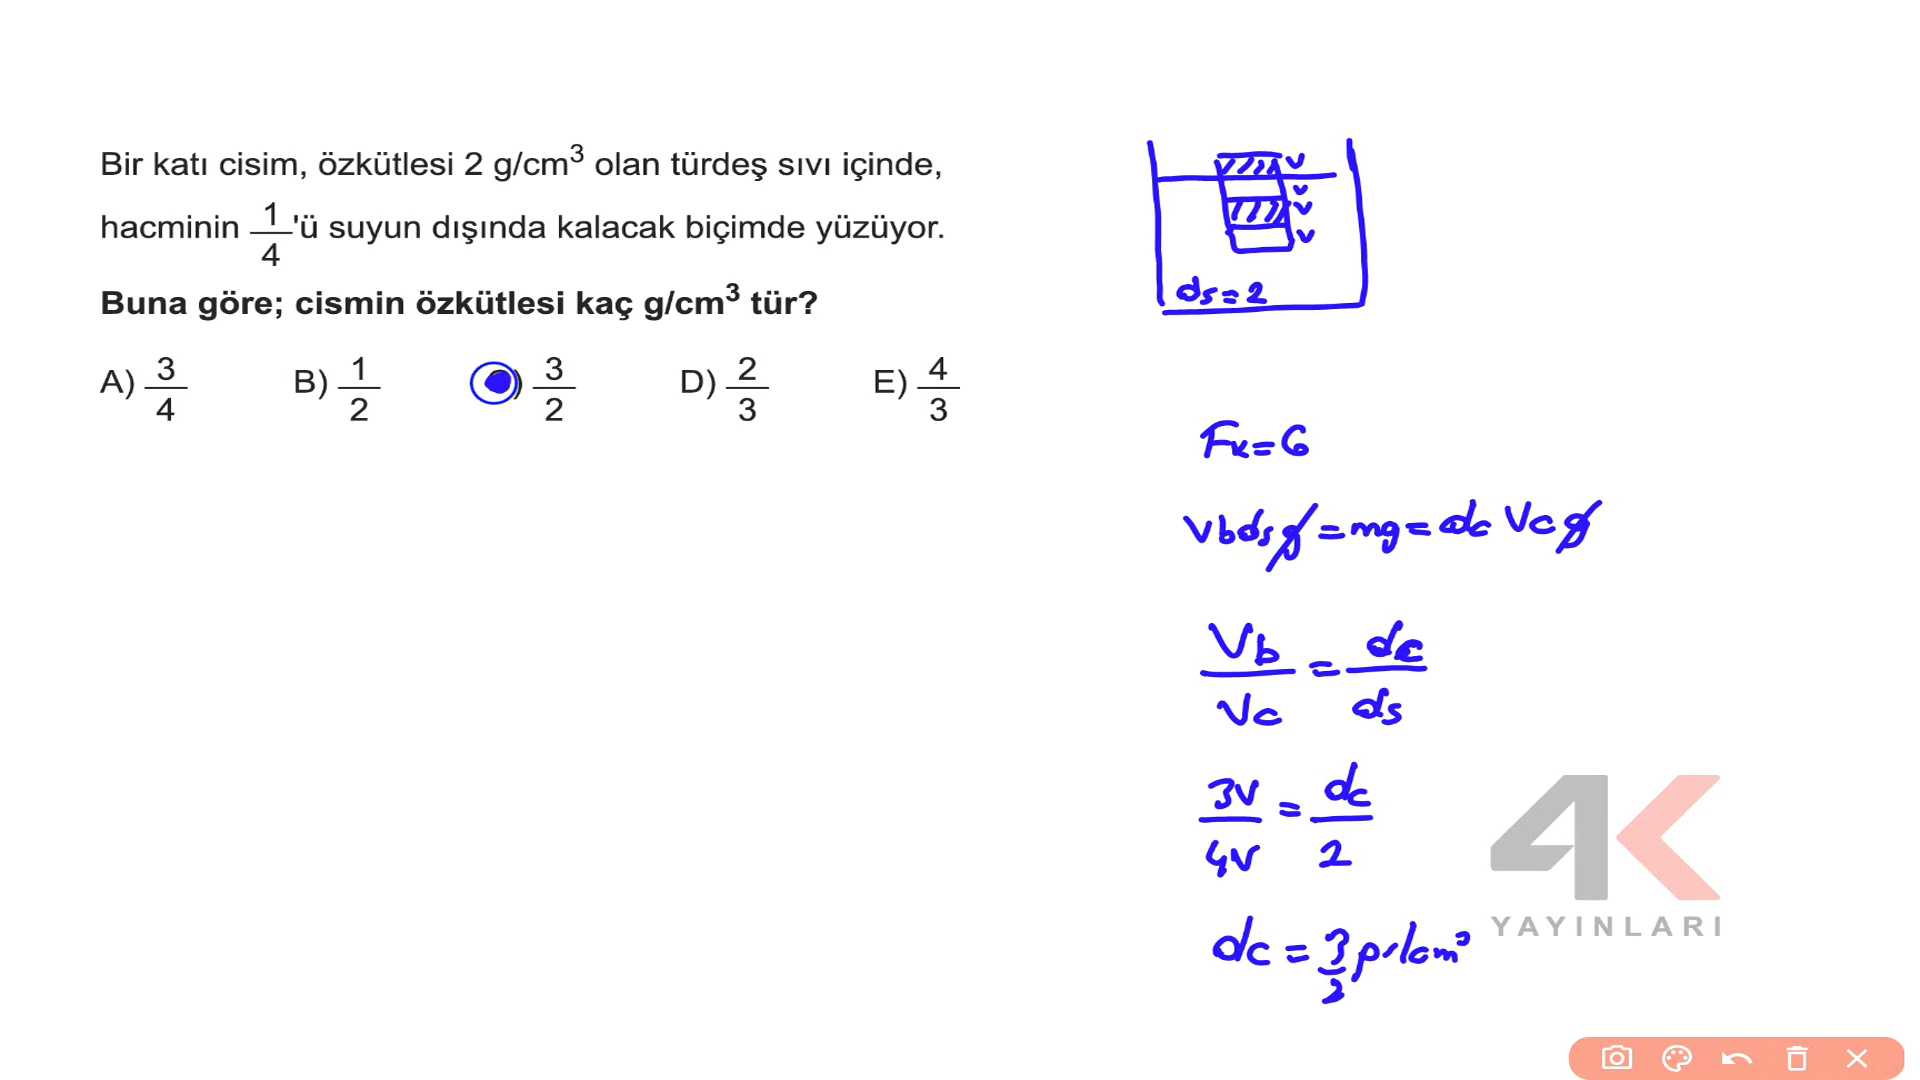 Bir katı cisim, özkütlesi 2 g/cm³ olan türdeş sıvı içinde,
hacminin 1/4'ü suyun dışında kalacak biçimde yüzüyor.
Buna göre; cismin özkütlesi kaç g/cm³ tür?
A) 3/4 B) 1/2 ) 3/2 D) 2/3 E) 4/3
v
v
v
v
ds=2
Fk=G
Vbdsg=mg=dcVcg
Vb/Vc = dc/ds
3V/4V = dc/2
dc = 3/2 gr/cm³
4K
YAYINLARI